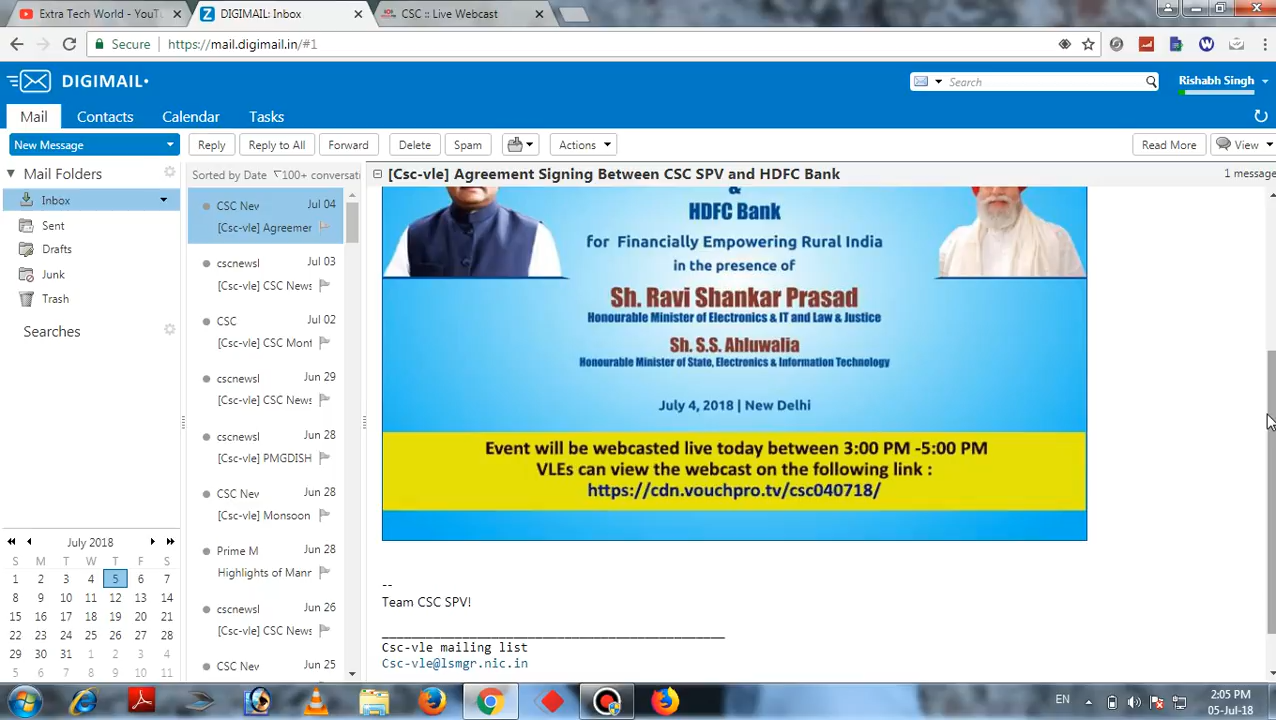 Extra Tech World - YouTu
DIGIMAIL: Inbox
CSC :: Live Webcast
Secure
https://mail.digimail.in/#1
DIGIMAIL
Search
Rishabh Singh
Mail
Contacts
Calendar
Tasks
New Message
Reply
Reply to All
Forward
Delete
Spam
Actions
Read More
View
Mail Folders
Inbox
Sent
Drafts
Junk
Trash
Searches
Sorted by Date
100+ conversati
CSC Nev Jul 04
[Csc-vle] Agreemer
cscnewsl Jul 03
[Csc-vle] CSC News
CSC Jul 02
[Csc-vle] CSC Mont
cscnewsl Jun 29
[Csc-vle] CSC News
cscnewsl Jun 28
[Csc-vle] PMGDISH
CSC Nev Jun 28
[Csc-vle] Monsoon
Prime M Jun 28
Highlights of Mann
cscnewsl Jun 26
[Csc-vle] CSC News
CSC Nev Jun 25
[Csc-vle] Agreement Signing Between CSC SPV and HDFC Bank
1 message
&
HDFC Bank
for Financially Empowering Rural India
in the presence of
Sh. Ravi Shankar Prasad
Honourable Minister of Electronics & IT and Law & Justice
Sh. S.S. Ahluwalia
Honourable Minister of State, Electronics & Information Technology
July 4, 2018 | New Delhi
Event will be webcasted live today between 3:00 PM -5:00 PM
VLEs can view the webcast on the following link :
https://cdn.vouchpro.tv/csc040718/
--
Team CSC SPV!
Csc-vle mailing list
Csc-vle@lsmgr.nic.in
July 2018
S M T W T F S
1 2 3 4 5 6 7
8 9 10 11 12 13 14
15 16 17 18 19 20 21
22 23 24 25 26 27 28
29 30 31 1 2 3 4
5 6 7 8 9 10 11
EN
2:05 PM
05-Jul-18